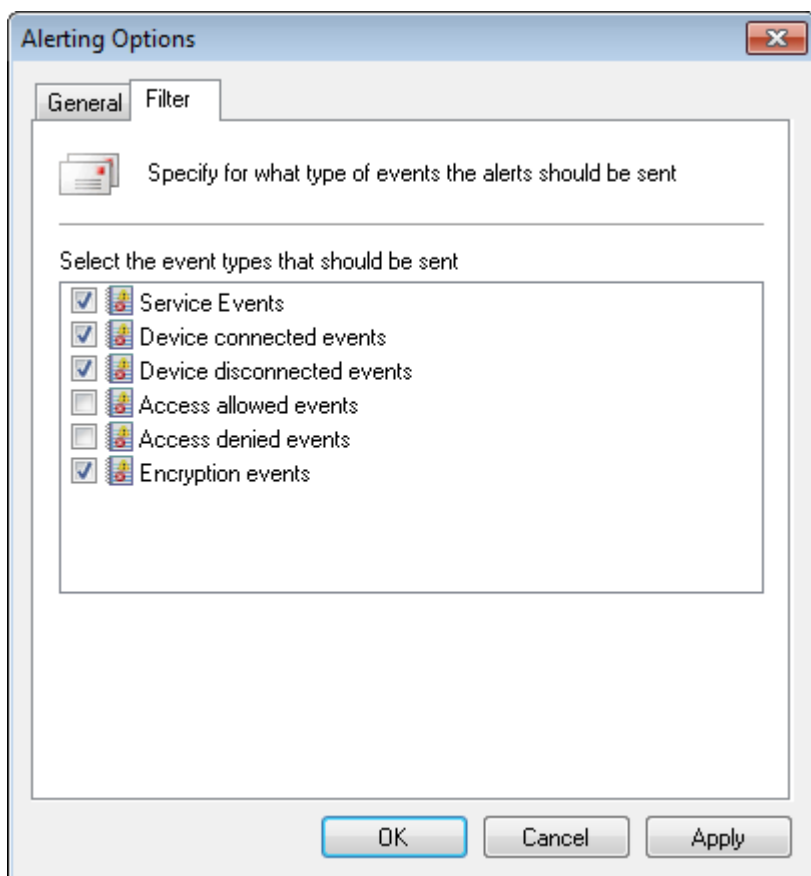 Alerting Options
General Filter
Specify for what type of events the alerts should be sent
Select the event types that should be sent
Service Events
Device connected events
Device disconnected events
Access allowed events
Access denied events
Encryption events
OK Cancel Apply